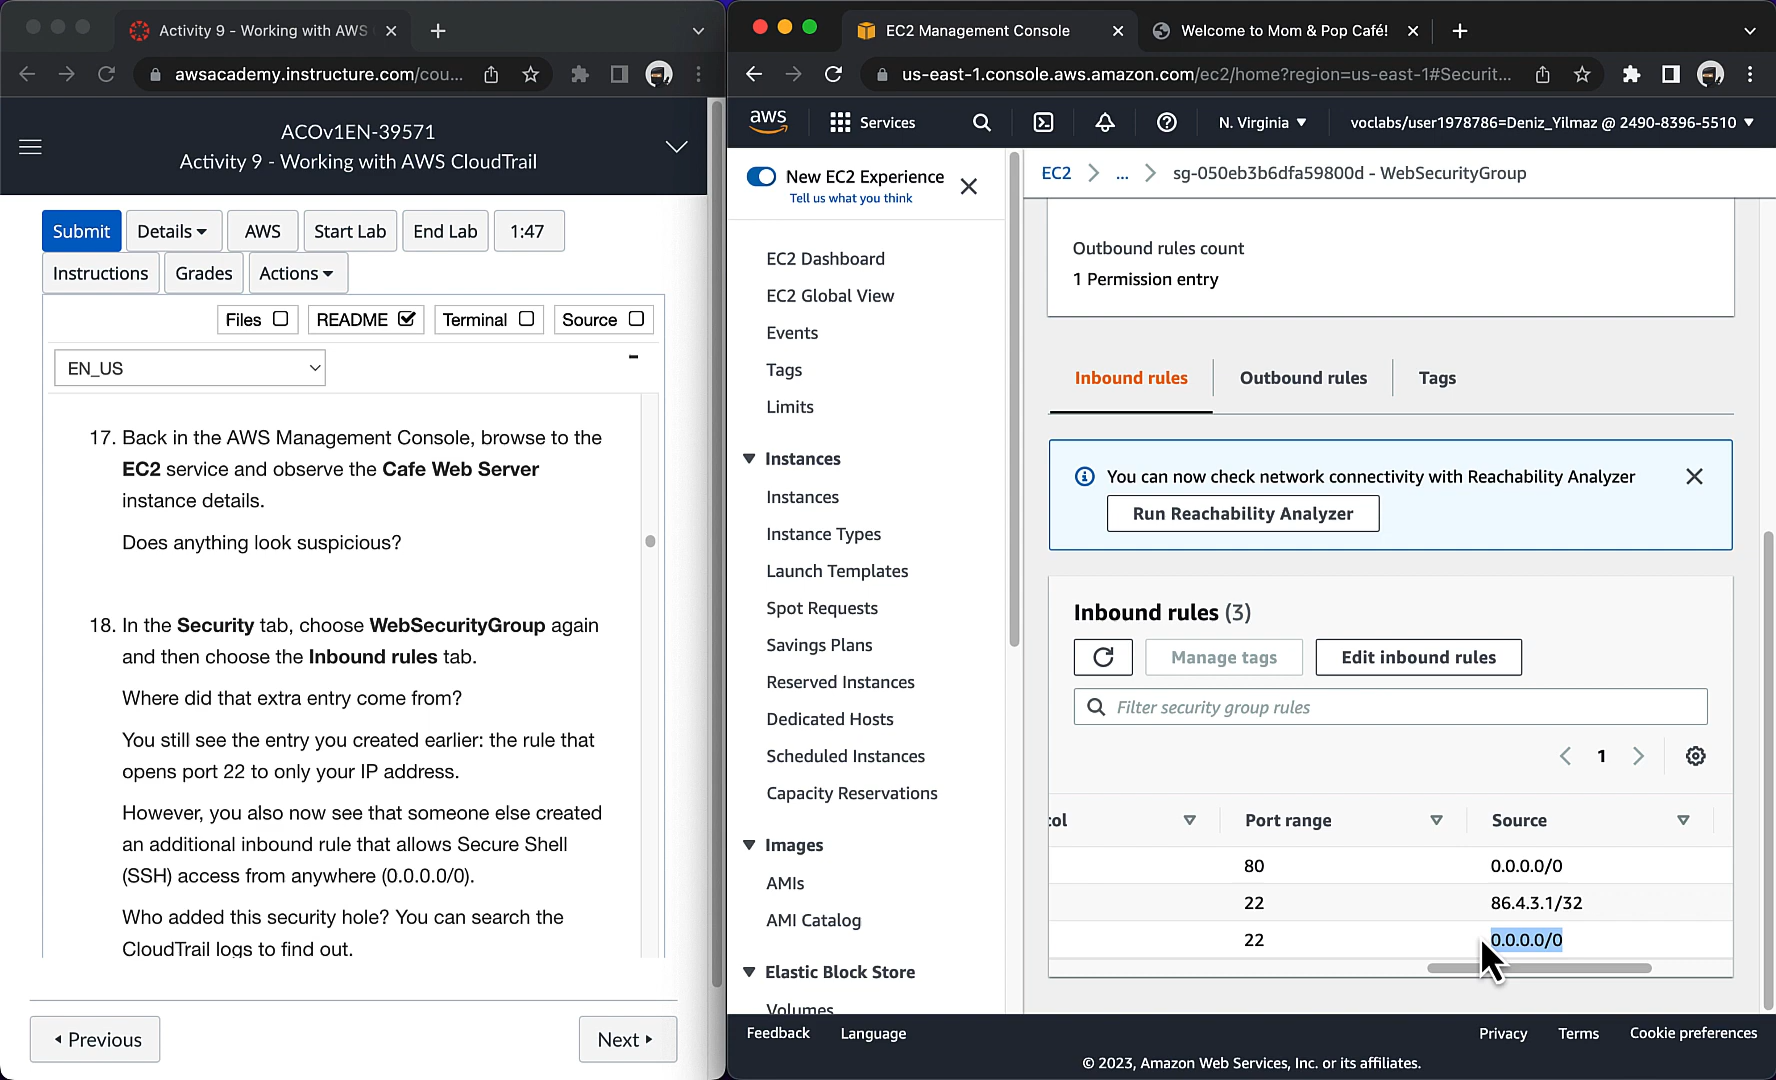 Activity 9 - Working with AWS
awsacademy.instructure.com/cou...
ACOv1EN-39571
Activity 9 - Working with AWS CloudTrail
Submit
Details
AWS
Start Lab
End Lab
1:47
Instructions
Grades
Actions
Files
README
Terminal
Source
EN_US
17. Back in the AWS Management Console, browse to the
EC2 service and observe the Cafe Web Server
instance details.
Does anything look suspicious?
18. In the Security tab, choose WebSecurityGroup again
and then choose the Inbound rules tab.
Where did that extra entry come from?
You still see the entry you created earlier: the rule that
opens port 22 to only your IP address.
However, you also now see that someone else created
an additional inbound rule that allows Secure Shell
(SSH) access from anywhere (0.0.0.0/0).
Who added this security hole? You can search the
CloudTrail logs to find out.
Previous
Next
EC2 Management Console
Welcome to Mom & Pop Café!
us-east-1.console.aws.amazon.com/ec2/home?region=us-east-1#Securit...
aws
Services
N. Virginia
voclabs/user1978786=Deniz_Yilmaz @ 2490-8396-5510
New EC2 Experience
Tell us what you think
EC2 Dashboard
EC2 Global View
Events
Tags
Limits
Instances
Instances
Instance Types
Launch Templates
Spot Requests
Savings Plans
Reserved Instances
Dedicated Hosts
Scheduled Instances
Capacity Reservations
Images
AMIs
AMI Catalog
Elastic Block Store
Volumes
EC2 > ... > sg-050eb3b6dfa59800d - WebSecurityGroup
Outbound rules count
1 Permission entry
Inbound rules
Outbound rules
Tags
You can now check network connectivity with Reachability Analyzer
Run Reachability Analyzer
Inbound rules (3)
Manage tags
Edit inbound rules
Filter security group rules
1
col
Port range
Source
80
0.0.0.0/0
22
86.4.3.1/32
22
0.0.0.0/0
Feedback
Language
Privacy
Terms
Cookie preferences
© 2023, Amazon Web Services, Inc. or its affiliates.